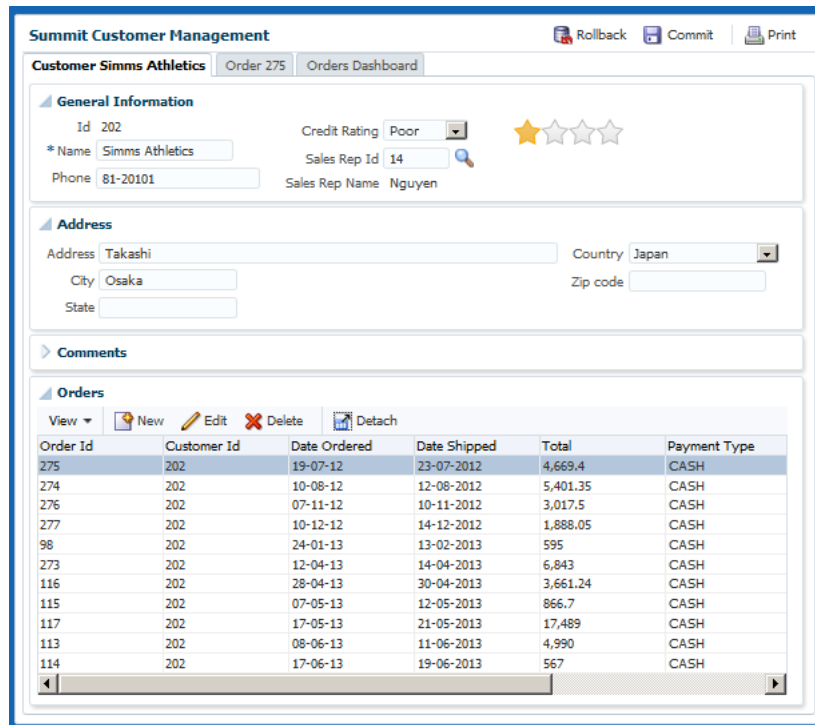 Summit Customer Management Rollback Commit Print
Customer Simms Athletics Order 275 Orders Dashboard
General Information
Id 202
Credit Rating Poor
* Name Simms Athletics
Sales Rep Id 14
Phone 81-20101
Sales Rep Name Nguyen
Address
Address Takashi Country Japan
City Osaka Zip code
State
Comments
Orders
View New Edit Delete Detach
Order Id Customer Id Date Ordered Date Shipped Total Payment Type
275 202 19-07-12 23-07-2012 4,669.4 CASH
274 202 10-08-12 12-08-2012 5,401.35 CASH
276 202 07-11-12 10-11-2012 3,017.5 CASH
277 202 10-12-12 14-12-2012 1,888.05 CASH
98 202 24-01-13 13-02-2013 595 CASH
273 202 12-04-13 14-04-2013 6,843 CASH
116 202 28-04-13 30-04-2013 3,661.24 CASH
115 202 07-05-13 12-05-2013 866.7 CASH
117 202 17-05-13 21-05-2013 17,489 CASH
113 202 08-06-13 11-06-2013 4,990 CASH
114 202 17-06-13 19-06-2013 567 CASH